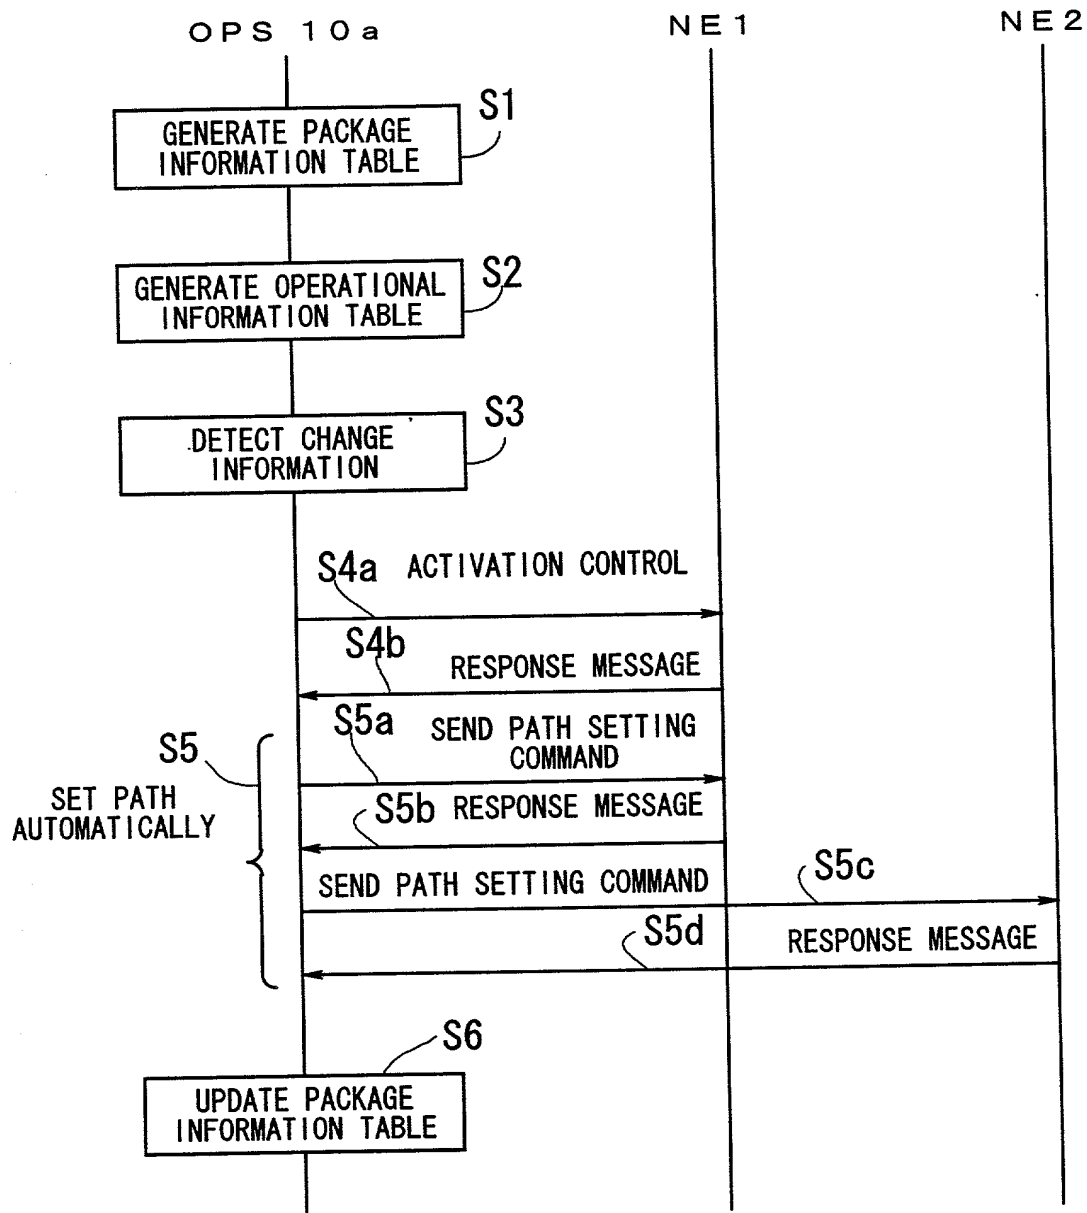 OPS 10a
NE1
NE2
S1
GENERATE PACKAGE
INFORMATION TABLE
S2
GENERATE OPERATIONAL
INFORMATION TABLE
S3
DETECT CHANGE
INFORMATION
S4a
ACTIVATION CONTROL
S4b
RESPONSE MESSAGE
S5
SET PATH
AUTOMATICALLY
S5a
SEND PATH SETTING
COMMAND
S5b
RESPONSE MESSAGE
SEND PATH SETTING COMMAND
S5c
S5d
RESPONSE MESSAGE
S6
UPDATE PACKAGE
INFORMATION TABLE